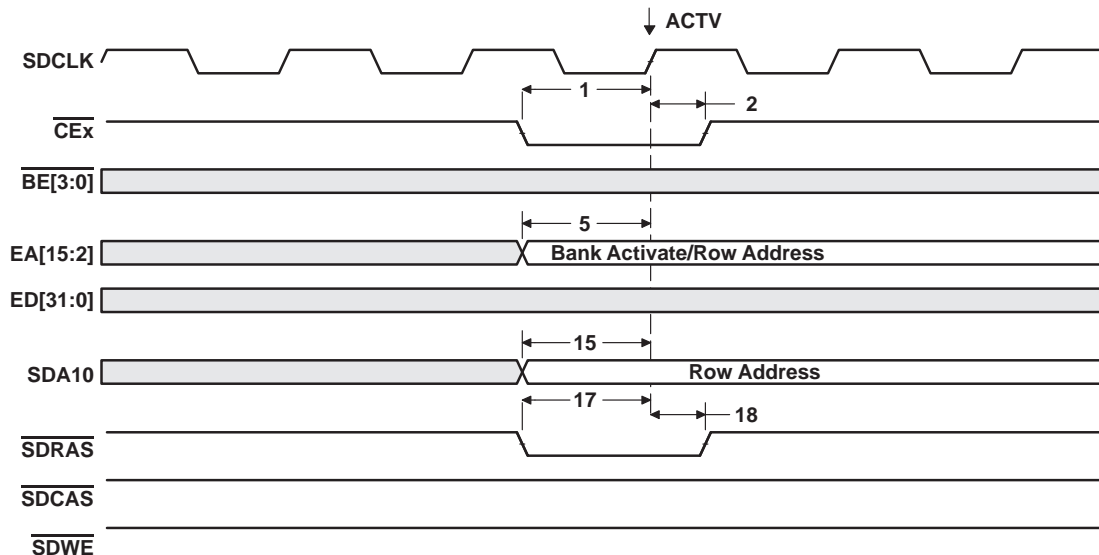 ACTV
SDCLK
1
2
CEx
BE[3:0]
5
EA[15:2]
Bank Activate/Row Address
ED[31:0]
15
SDA10
Row Address
17
18
SDRAS
SDCAS
SDWE